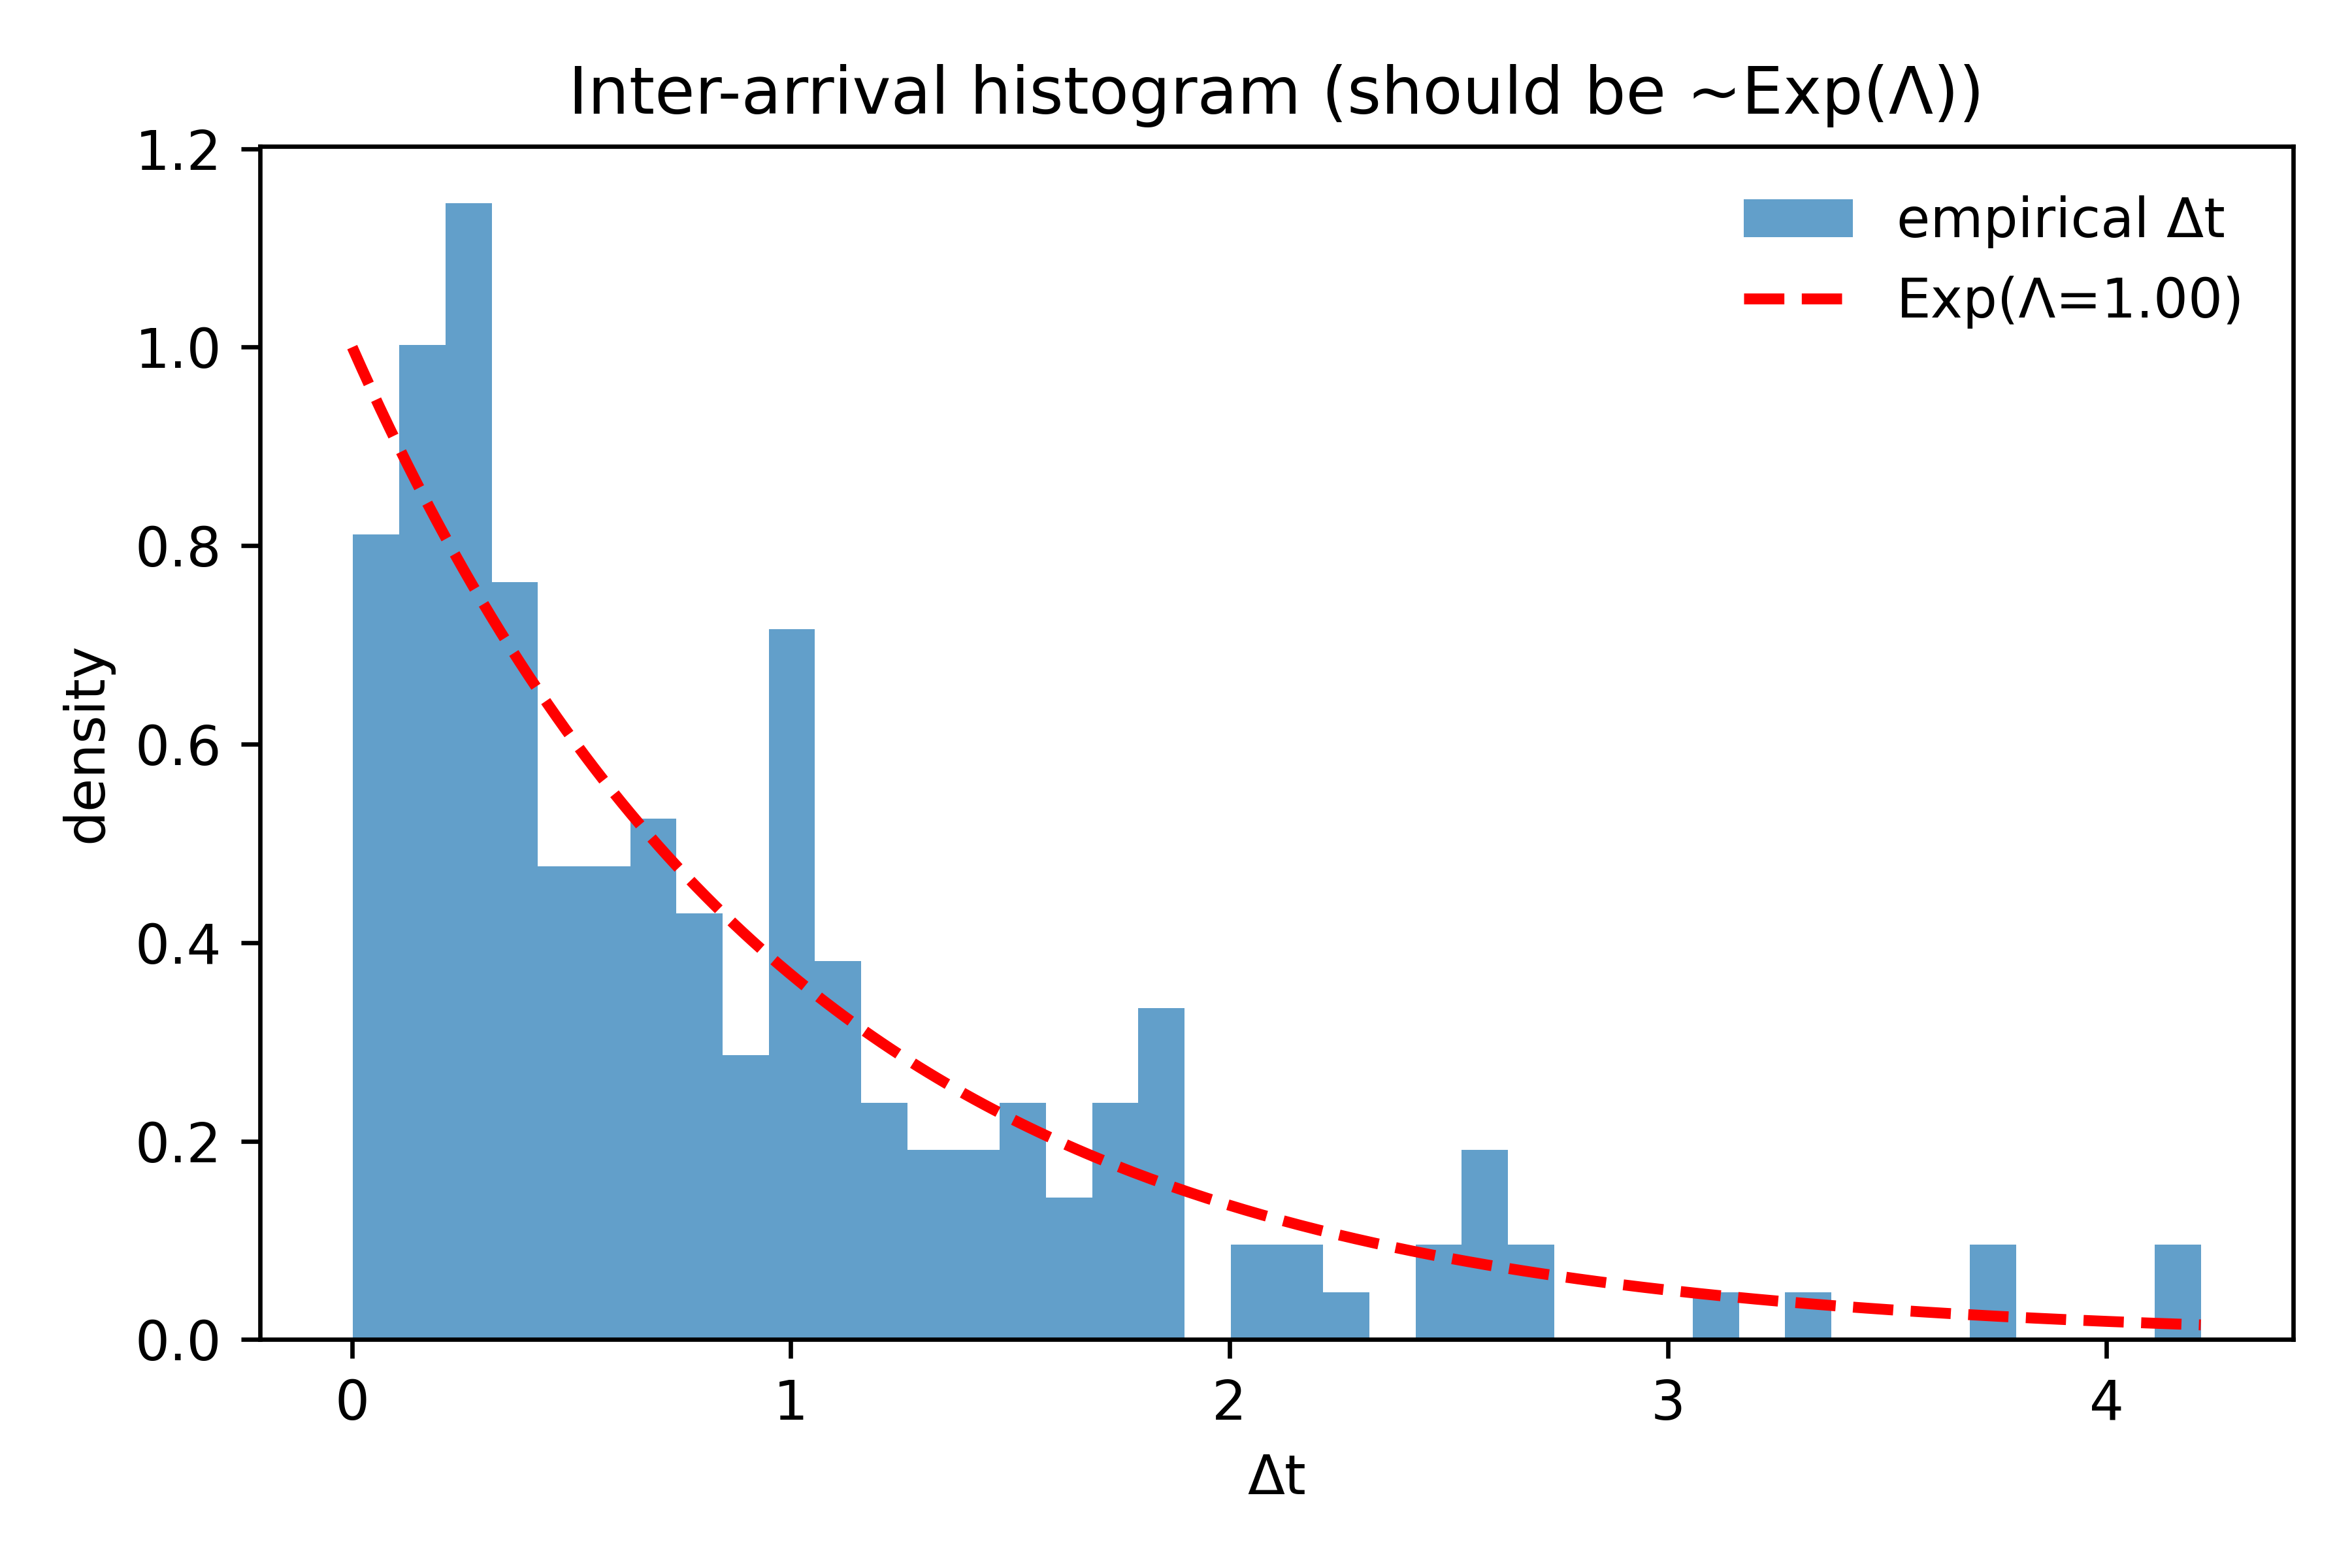 Inter-arrival histogram (should be ~Exp(Λ))
empirical Δt
Exp(Λ=1.00)
density
1.2
1.0
0.8
0.6
0.4
0.2
0.0
0 1 2 3 4
Δt